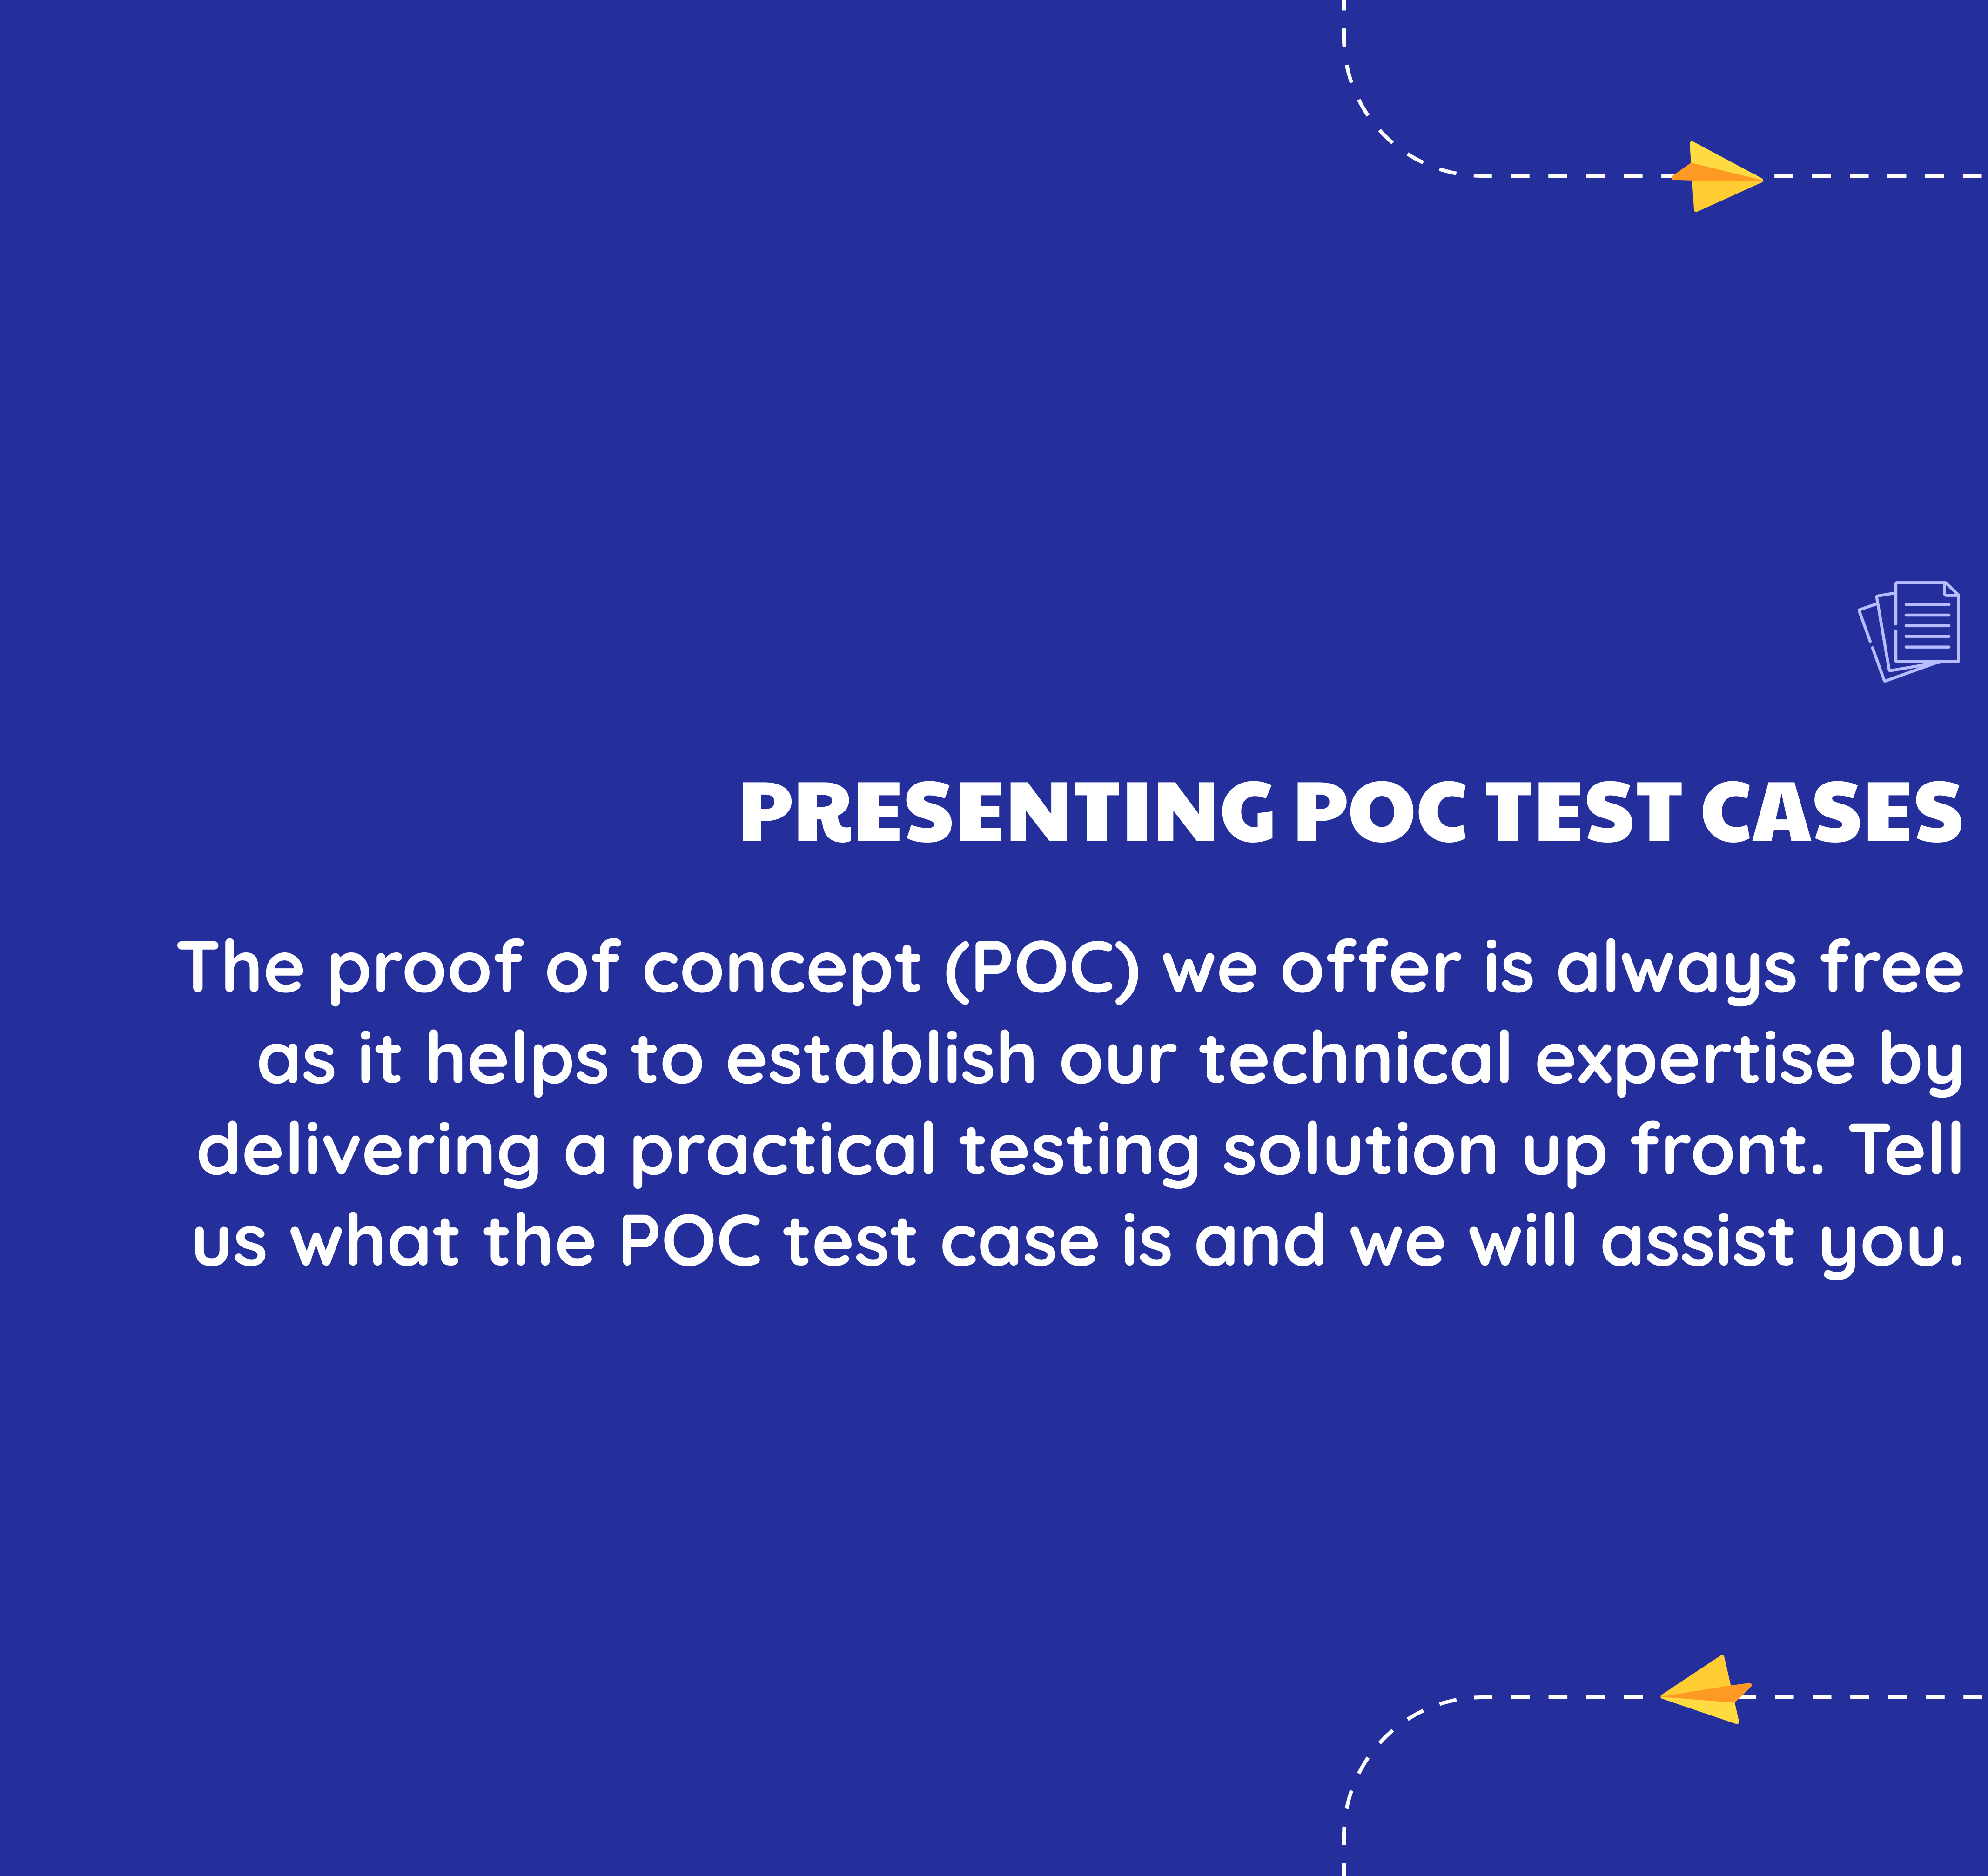 PRESENTING POC TEST CASES
The proof of concept (POC) we offer is always free
as it helps to establish our technical expertise by
delivering a practical testing solution up front. Tell
us what the POC test case is and we will assist you.